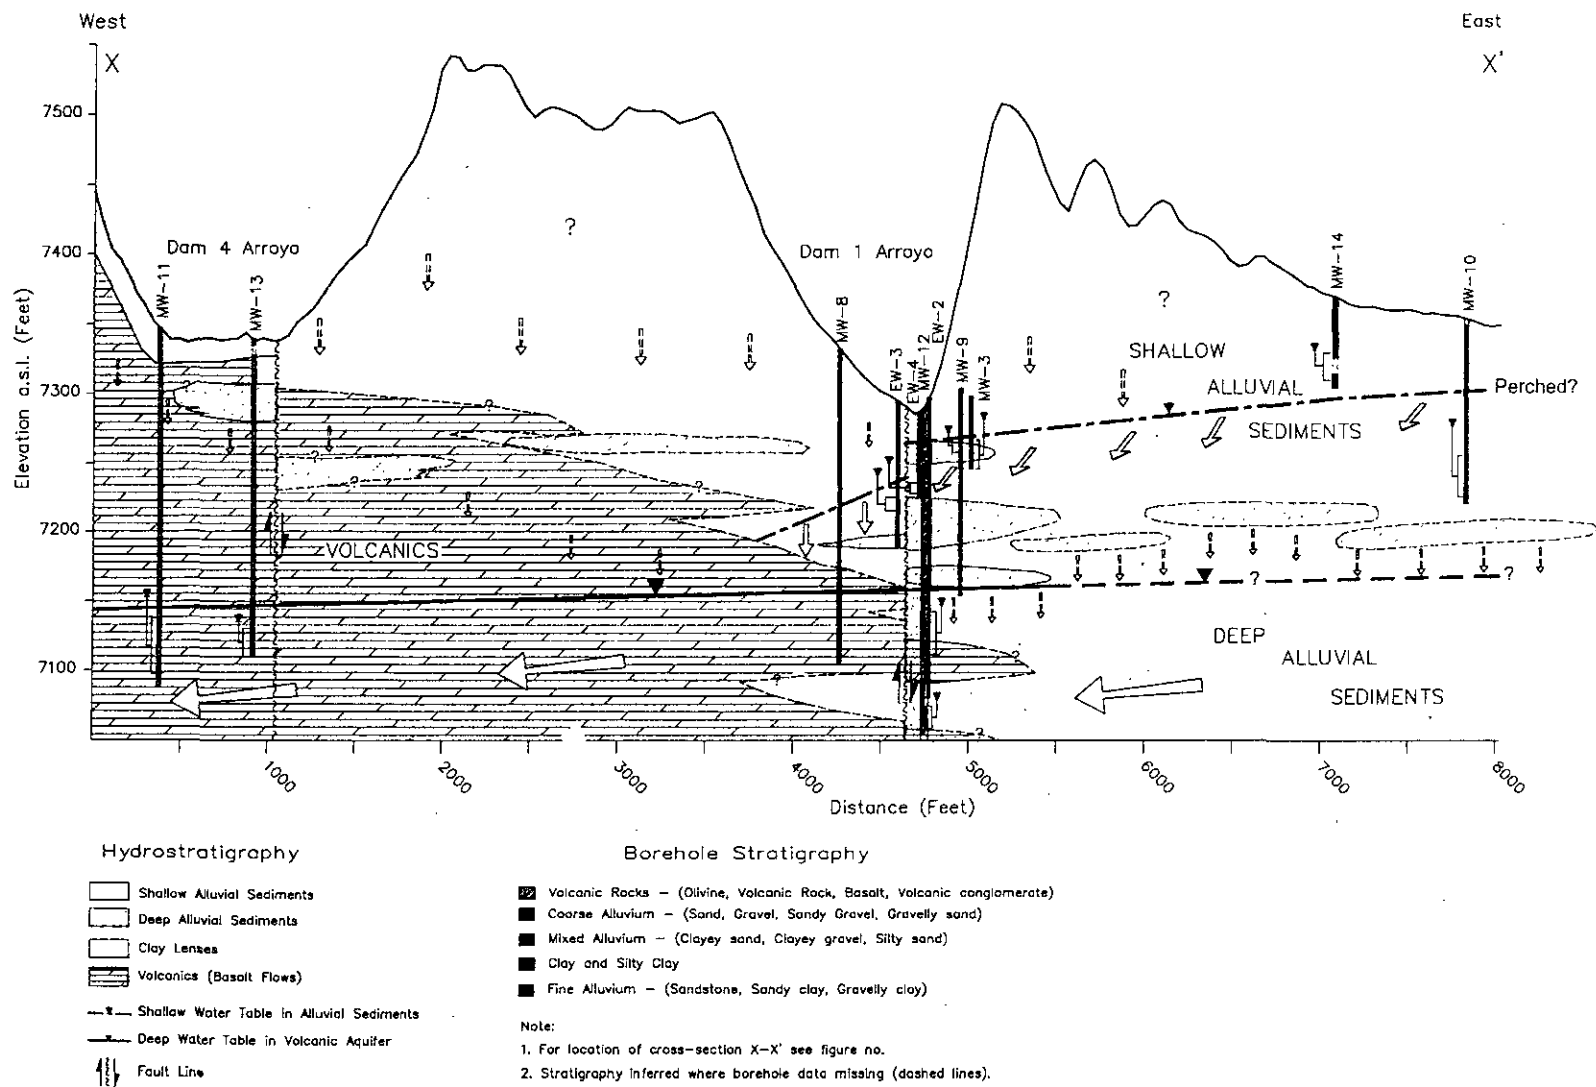 West
East
X
X'
7500
7400
7300
7200
7100
Elevation a.s.l. (Feet)
Dam 4 Arroyo
Dam 1 Arroyo
MW-11
MW-13
MW-8
EW-3
EW-4
MW-12
EW-2
MW-9
MW-3
MW-14
MW-10
?
?
SHALLOW
ALLUVIAL
SEDIMENTS
Perched?
?
?
?
?
?
?
VOLCANICS
?
?
DEEP
ALLUVIAL
SEDIMENTS
?
?
?
1000
2000
3000
4000
5000
6000
7000
8000
Distance (Feet)
Hydrostratigraphy
Shallow Alluvial Sediments
Deep Alluvial Sediments
Clay Lenses
Volcanics (Basalt Flows)
Shallow Water Table in Alluvial Sediments
Deep Water Table in Volcanic Aquifer
Fault Line
Borehole Stratigraphy
Volcanic Rocks - (Olivine, Volcanic Rock, Basalt, Volcanic conglomerate)
Coarse Alluvium - (Sand, Gravel, Sandy Gravel, Gravelly sand)
Mixed Alluvium - (Clayey sand, Clayey gravel, Silty sand)
Clay and Silty Clay
Fine Alluvium - (Sandstone, Sandy clay, Gravelly clay)
Note:
1. For location of cross-section X-X' see figure no.
2. Stratigraphy inferred where borehole data missing (dashed lines).